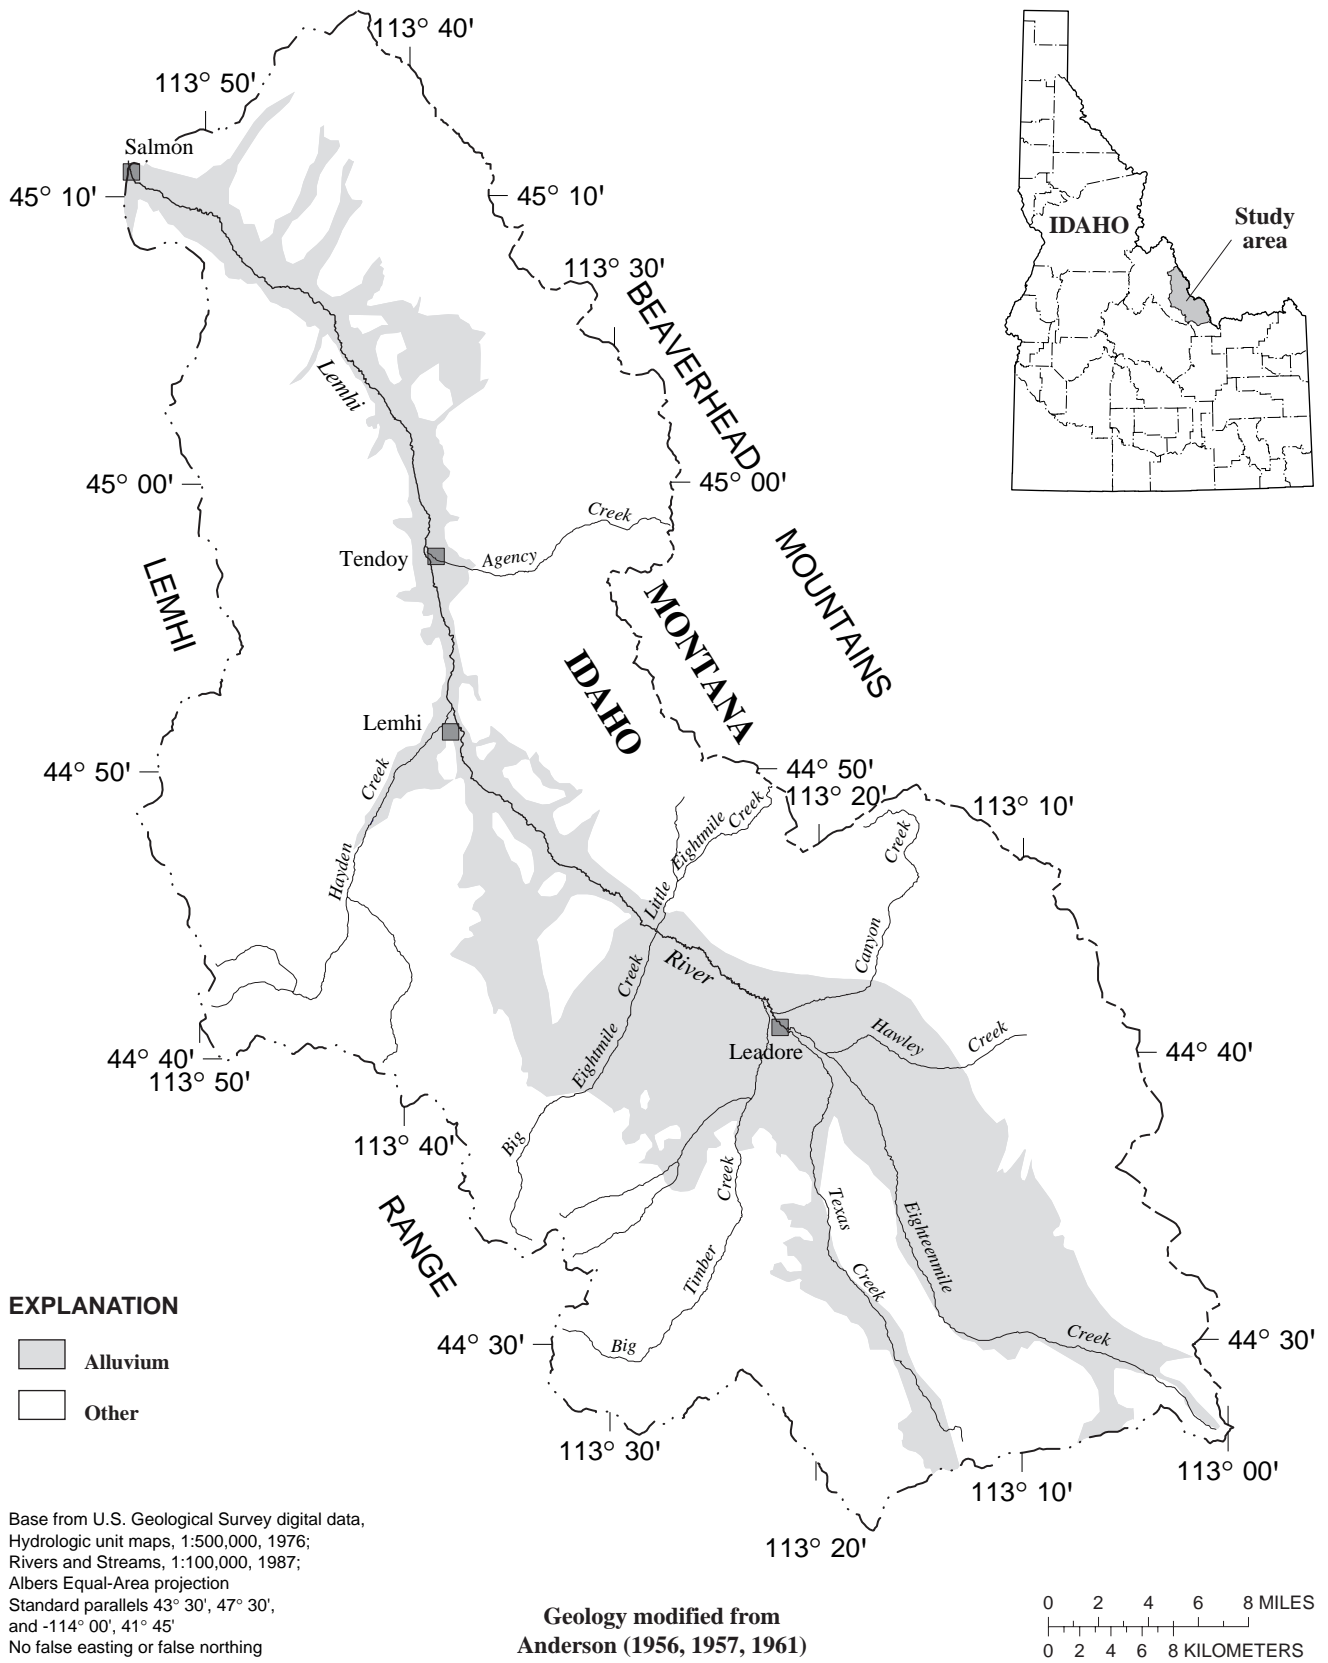 113° 40'
113° 50'
Salmon
45° 10'
45° 10'
IDAHO
Study
area
113° 30'
BEAVERHEAD
Lemhi
45° 00'
45° 00'
Creek
Agency
Tendoy
MOUNTAINS
LEMHI
MONTANA
IDAHO
Lemhi
44° 50'
44° 50'
113° 20'
113° 10'
Creek
Hayden
Little
Eightmile
Creek
Creek
Canyon
River
Creek
Eightmile
Big
Hawley
Creek
Leadore
44° 40'
113° 50'
44° 40'
113° 40'
RANGE
Creek
Timber
Big
Texas
Creek
Eighteenmile
Creek
EXPLANATION
Alluvium
Other
44° 30'
44° 30'
113° 30'
113° 00'
113° 10'
113° 20'
Base from U.S. Geological Survey digital data,
Hydrologic unit maps, 1:500,000, 1976;
Rivers and Streams, 1:100,000, 1987;
Albers Equal-Area projection
Standard parallels 43° 30', 47° 30',
and -114° 00', 41° 45'
No false easting or false northing
Geology modified from
Anderson (1956, 1957, 1961)
0 2 4 6 8 MILES
0 2 4 6 8 KILOMETERS